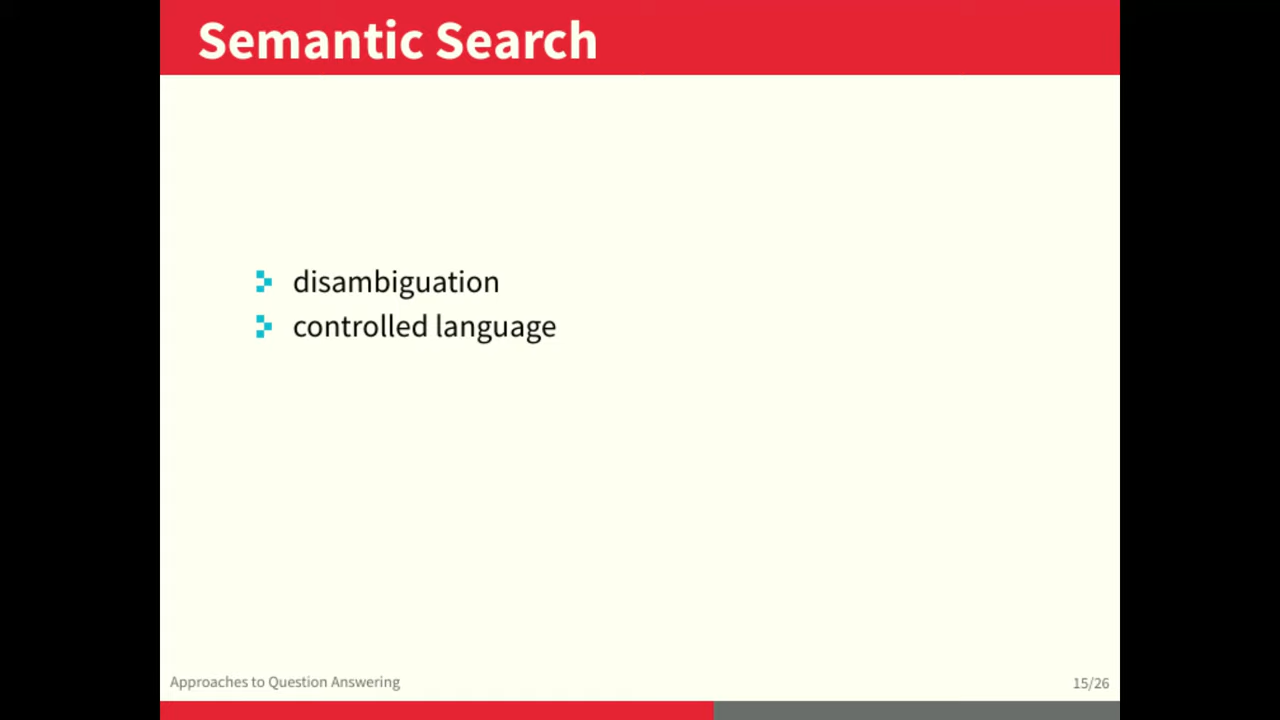 Semantic Search
disambiguation
controlled language
Approaches to Question Answering
15/26